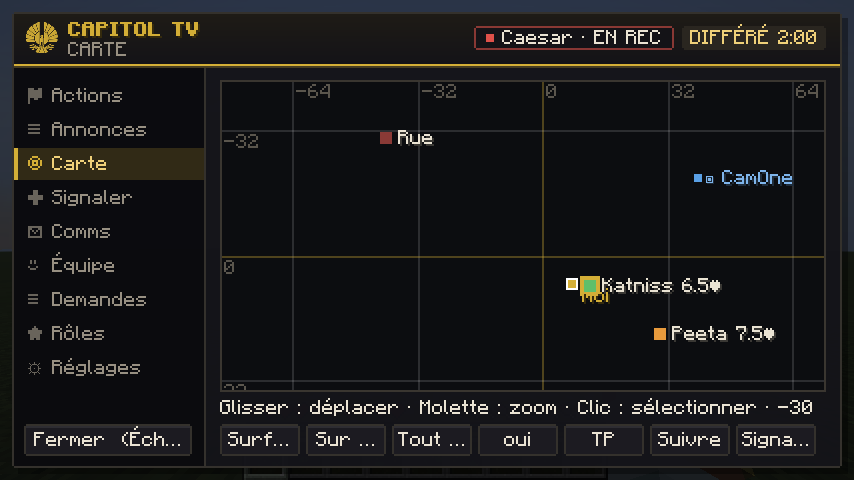 CAPITOL TV
CARTE
Caesar · EN REC
DIFFÉRÉ 2:00
Actions
Annonces
Carte
Signaler
Comms
Équipe
Demandes
Rôles
Réglages
Fermer (Éch...
-64
-32
0
32
64
-32
Rue
CamOne
0
Katniss 6.5♥
Moi
Peeta 7.5♥
32
Glisser : déplacer · Molette : zoom · Clic : sélectionner · -30
Surf...
Sur ...
Tout ...
oui
TP
Suivre
Signa...